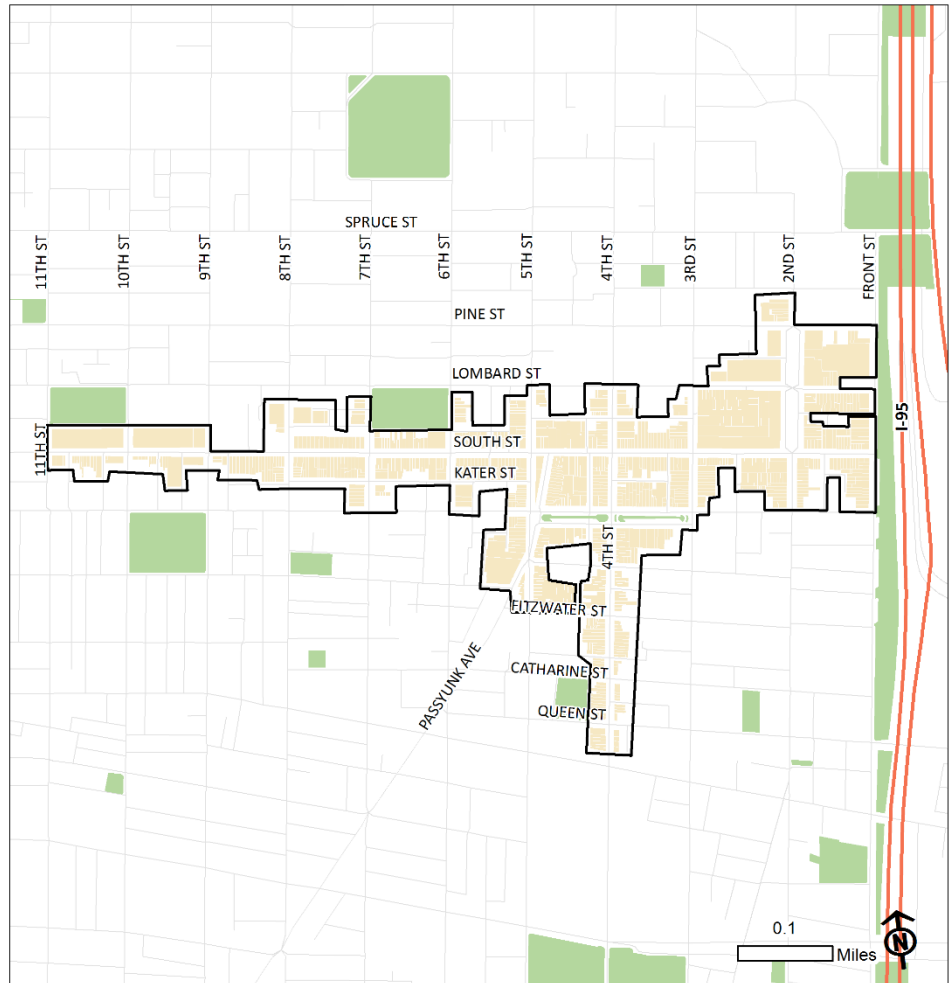 SPRUCE ST
11TH ST
10TH ST
9TH ST
8TH ST
7TH ST
6TH ST
5TH ST
4TH ST
3RD ST
2ND ST
FRONT ST
PINE ST
LOMBARD ST
I-95
11TH ST
SOUTH ST
KATER ST
4TH ST
FITZWATER ST
PASSYUNK AVE
CATHARINE ST
QUEEN ST
0.1
Miles
N